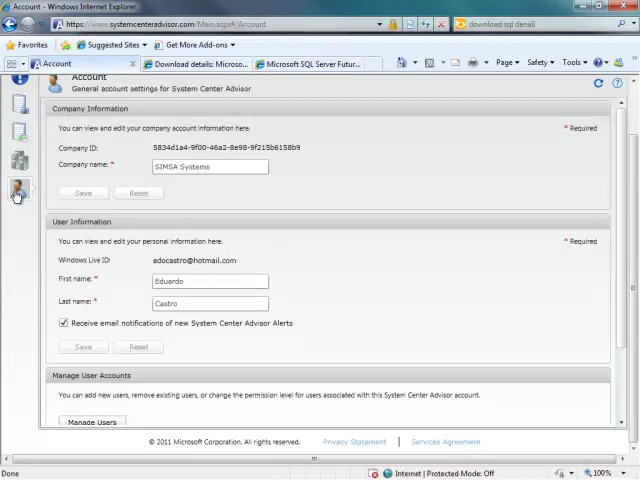 Account - Windows Internet Explorer
https://www.systemcenteradvisor.com/Main.aspx#/Account
download sql denali
Favorites
Suggested Sites
Get More Add-ons
Account
Download details: Microso...
Microsoft SQL Server Futur...
Page
Safety
Tools
Account
General account settings for System Center Advisor
Company Information
You can view and edit your company account information here.
* Required
Company ID:
5834d1a4-9f00-46a2-8e98-9f215b6158b9
Company name: *
SIMSA Systems
Save
Reset
User Information
You can view and edit your personal information here.
* Required
Windows Live ID:
edocastro@hotmail.com
First name: *
Eduardo
Last name: *
Castro
Receive email notifications of new System Center Advisor Alerts
Save
Reset
Manage User Accounts
You can add new users, remove existing users, or change the permission level for users associated with this System Center Advisor account.
Manage Users
© 2011 Microsoft Corporation. All rights reserved.
Privacy Statement
Services Agreement
Done
Internet | Protected Mode: Off
100%